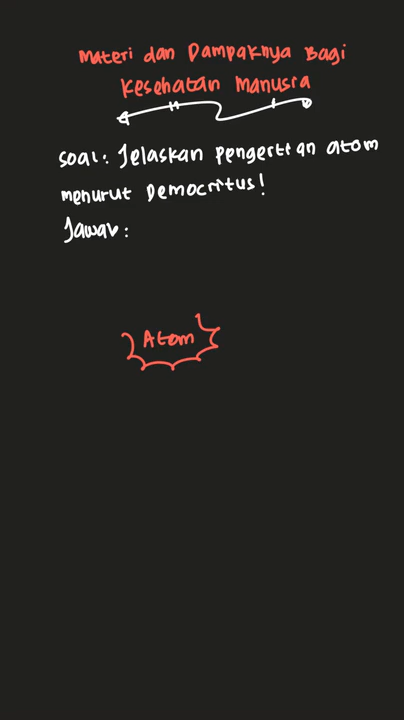 Materi dan Dampaknya Bagi
Kesehatan Manusia
Soal: Jelaskan pengertian atom
menurut Democritus!
Jawab:
Atom